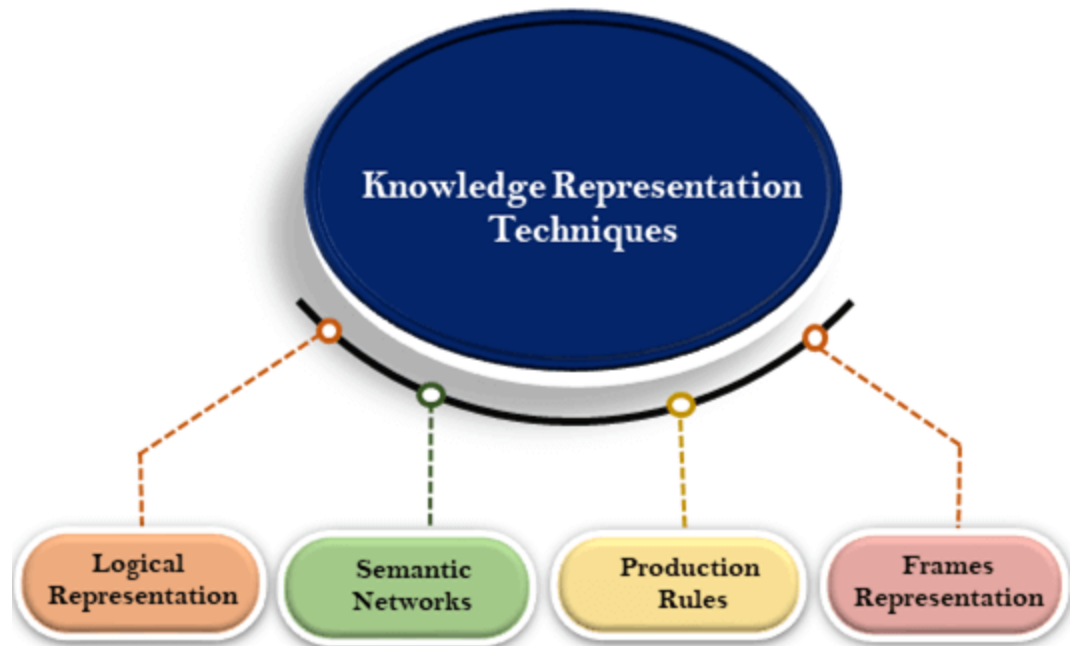 Knowledge Representation
Techniques
Logical
Representation
Semantic
Networks
Production
Rules
Frames
Representation